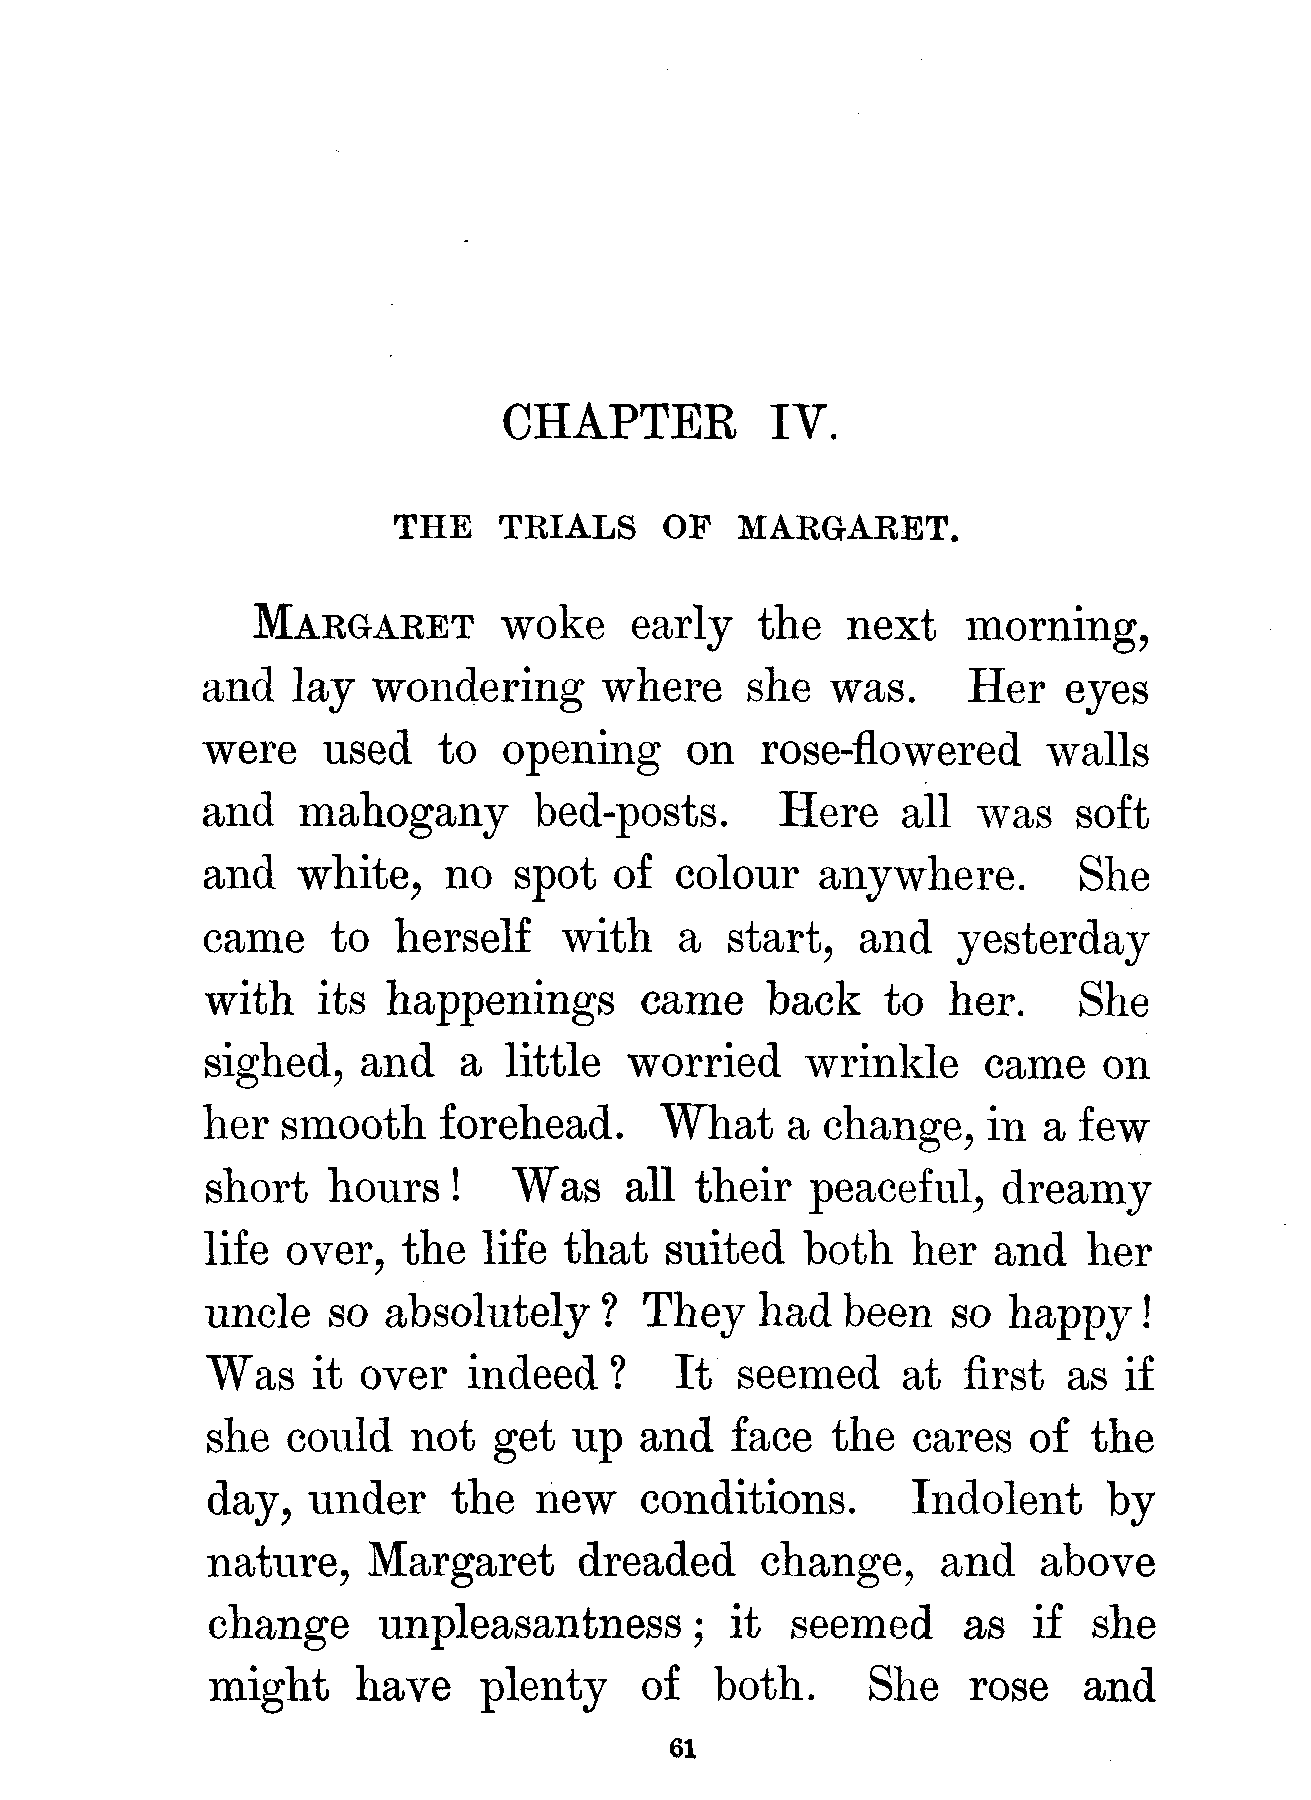 CHAPTER IV.
THE TRIALS OF MARGARET.
MARGARET woke early the next morning,
and lay wondering where she was. Her eyes
were used to opening on rose-flowered walls
and mahogany bed-posts. Here all was soft
and white, no spot of colour anywhere. She
came to herself with a start, and yesterday
with its happenings came back to her. She
sighed, and a little worried wrinkle came on
her smooth forehead. What a change, in a few
short hours! Was all their peaceful, dreamy
life over, the life that suited both her and her
uncle so absolutely? They had been so happy!
Was it over indeed? It seemed at first as if
she could not get up and face the cares of the
day, under the new conditions. Indolent by
nature, Margaret dreaded change, and above
change unpleasantness; it seemed as if she
might have plenty of both. She rose and
61